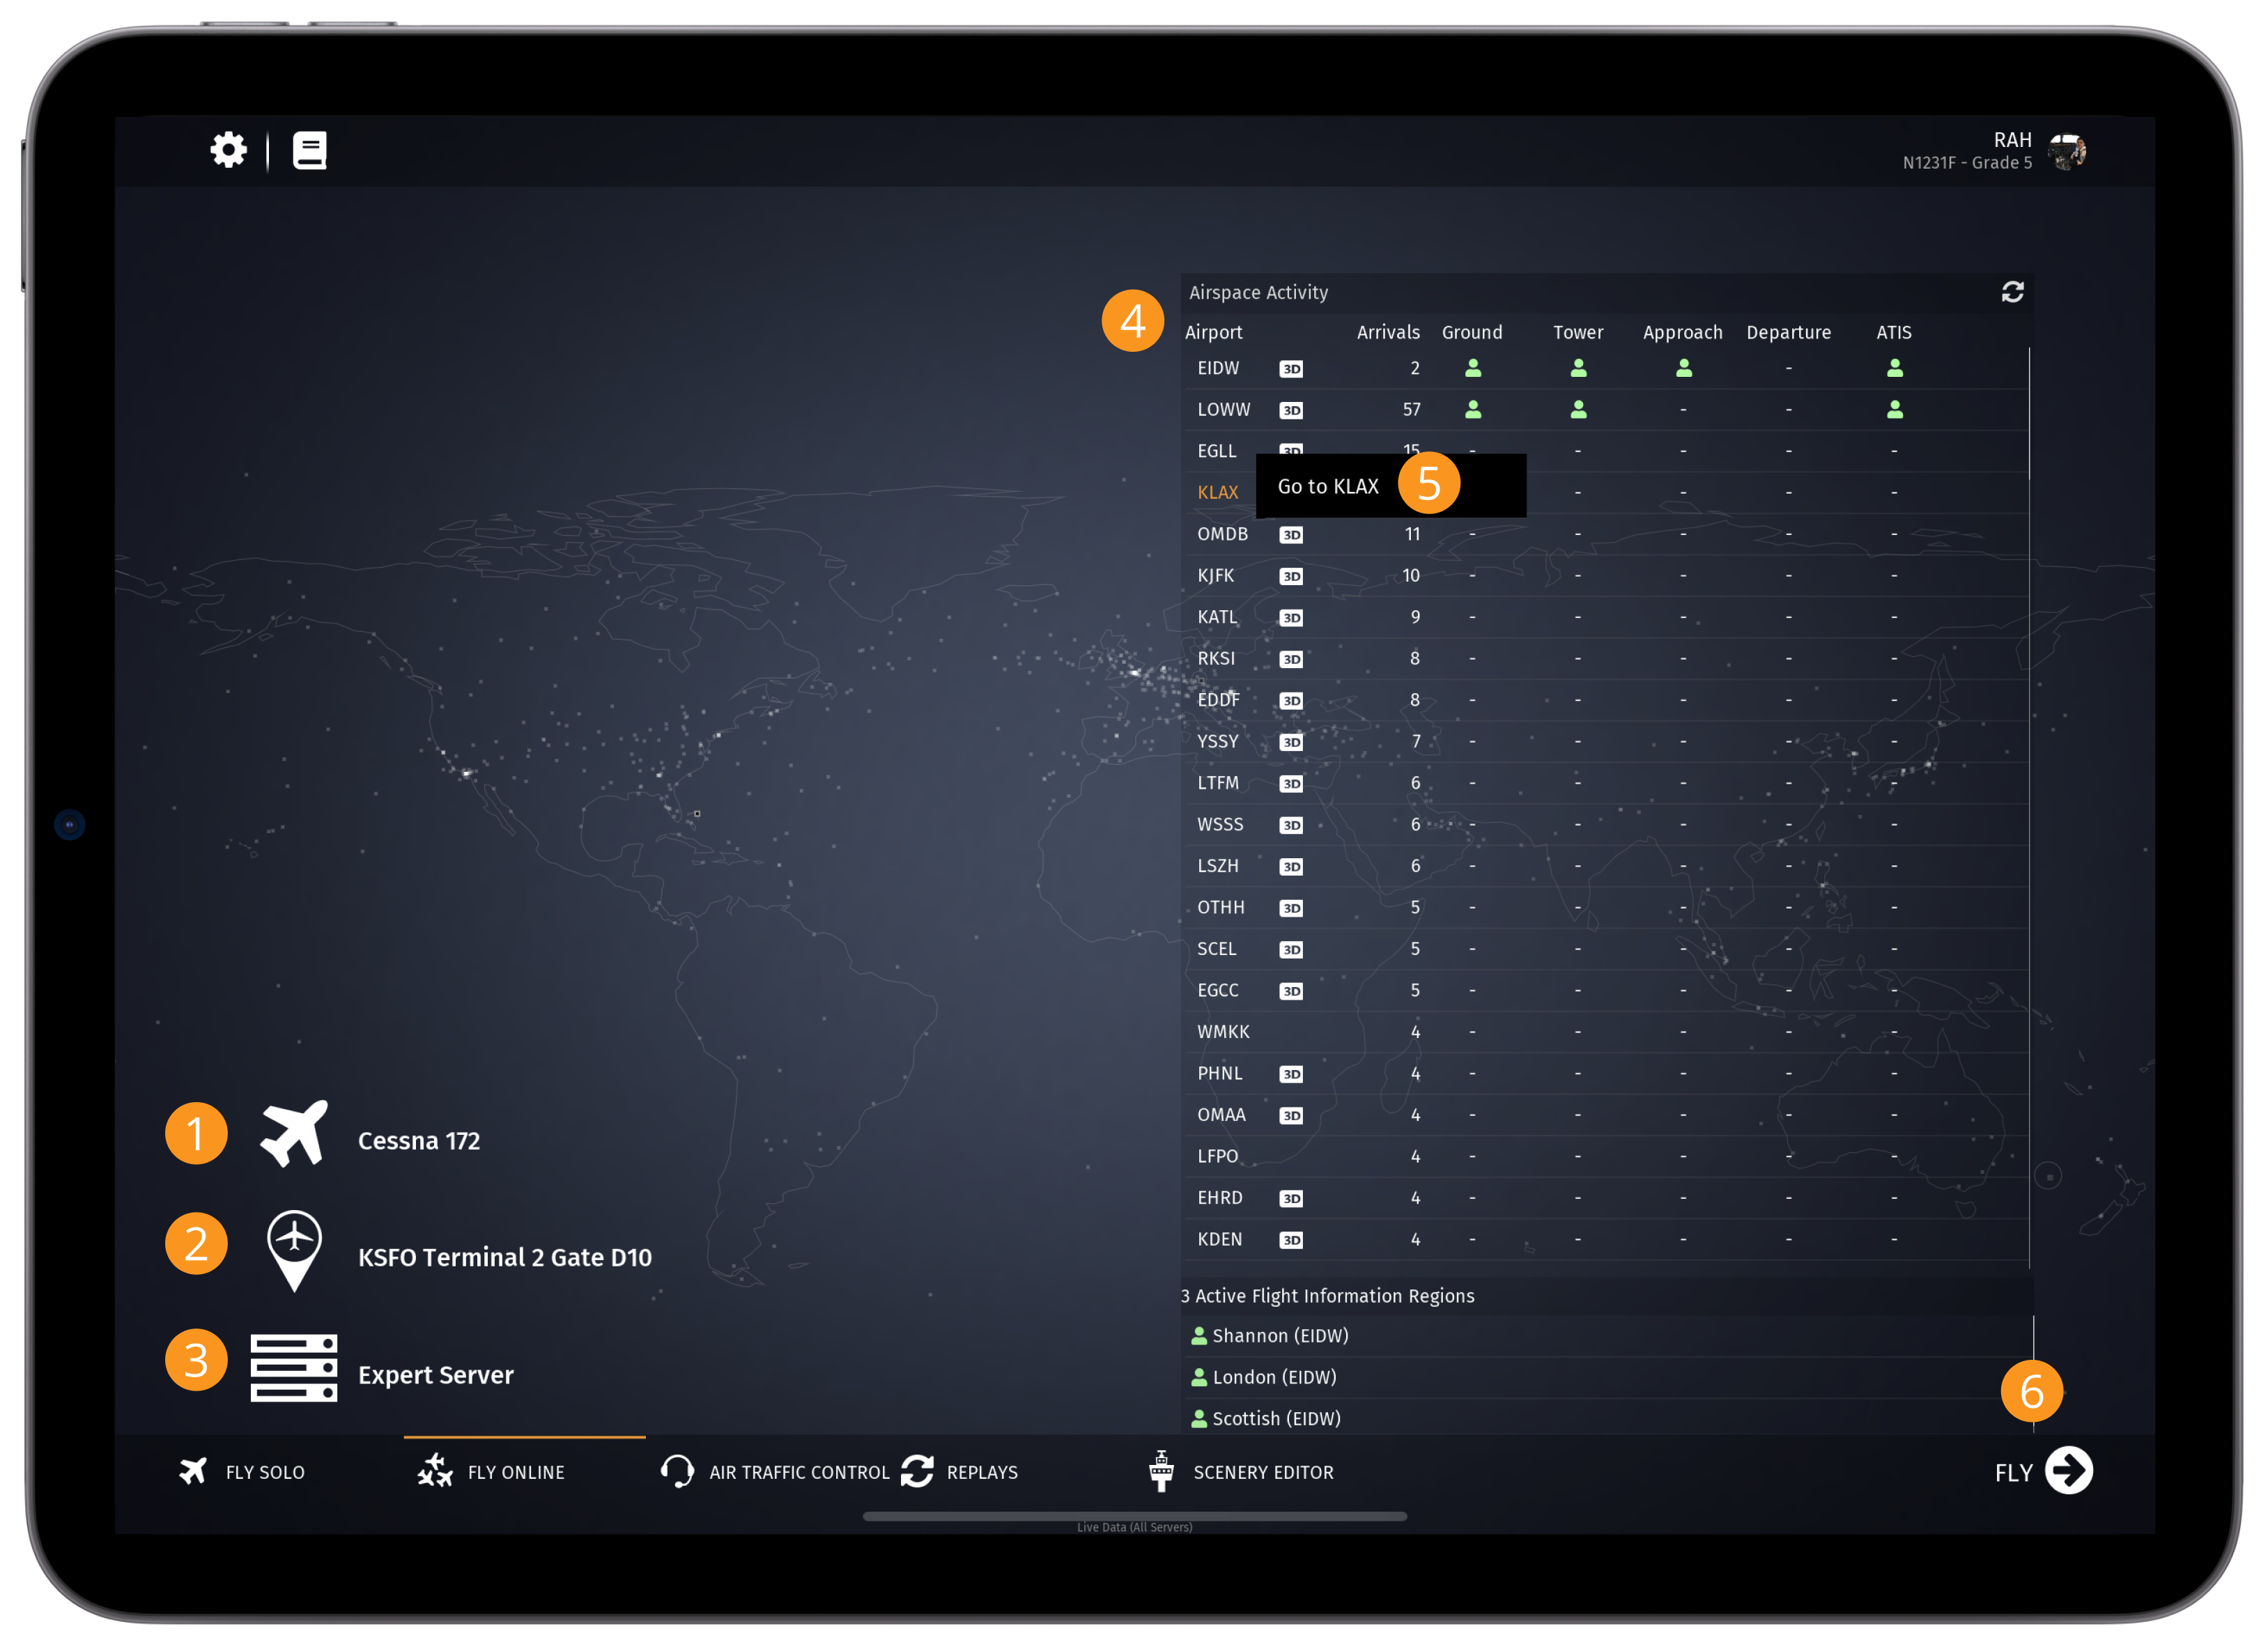 RAH
N1231F - Grade 5
4
Airspace Activity
Airport Arrivals Ground Tower Approach Departure ATIS
EIDW 3D 2 -
LOWW 3D 57 - -
EGLL 3D 15 - - - - -
KLAX - - - -
Go to KLAX 5
OMDB 3D 11 - - - - -
KJFK 3D 10 - - - - -
KATL 3D 9 - - - - -
RKSI 3D 8 - - - - -
EDDF 3D 8 - - - - -
YSSY 3D 7 - - - - -
LTFM 3D 6 - - - - -
WSSS 3D 6 - - - - -
LSZH 3D 6 - - - - -
OTHH 3D 5 - - - - -
SCEL 3D 5 - - - - -
EGCC 3D 5 - - - - -
WMKK 4 - - - - -
PHNL 3D 4 - - - - -
OMAA 3D 4 - - - - -
LFPO 4 - - - - -
EHRD 3D 4 - - - - -
KDEN 3D 4 - - - - -
3 Active Flight Information Regions
Shannon (EIDW)
London (EIDW)
Scottish (EIDW)
1 Cessna 172
2 KSFO Terminal 2 Gate D10
3 Expert Server
6
FLY SOLO FLY ONLINE AIR TRAFFIC CONTROL REPLAYS SCENERY EDITOR FLY
Live Data (All Servers)